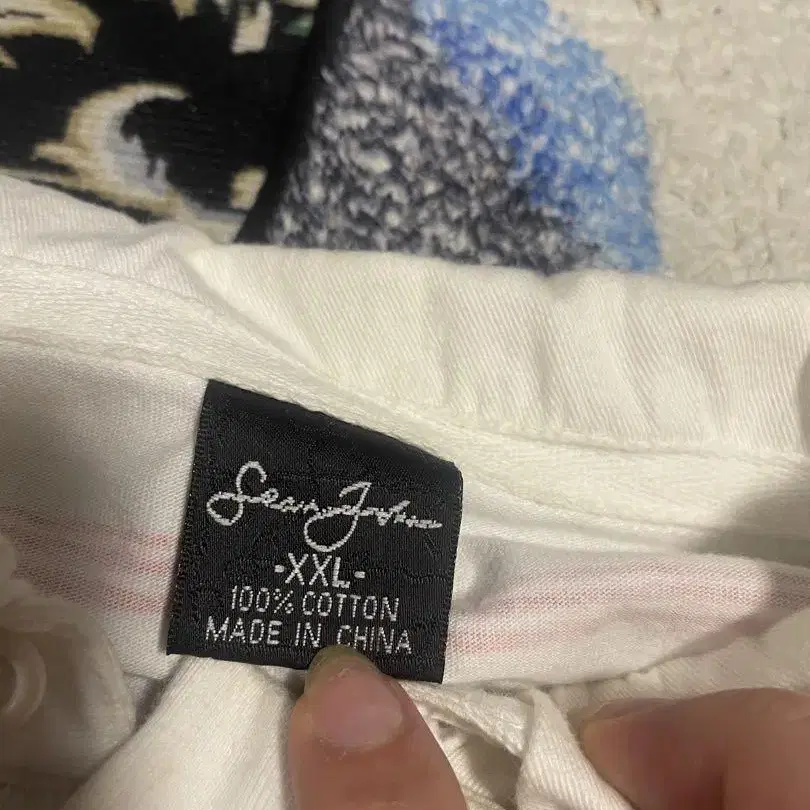 Sean John
-XXL-
100% COTTON
MADE IN CHINA